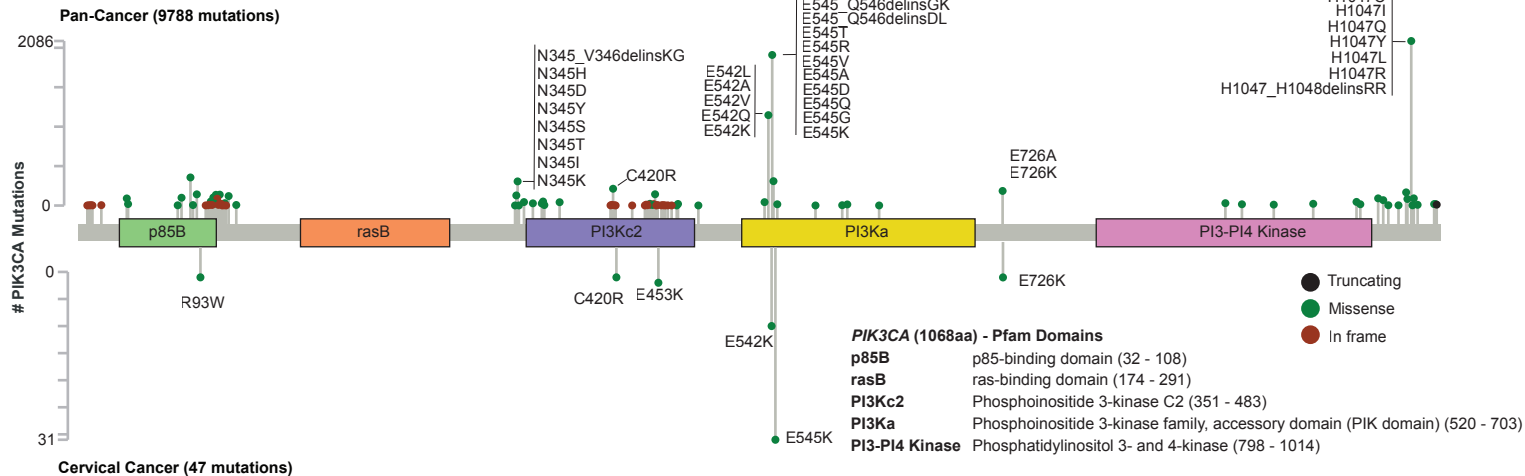 Pan-Cancer (9788 mutations)
2086
0
# PIK3CA Mutations
N345_V346delinsKG
N345H
N345D
N345Y
N345S
N345T
N345I
N345K
C420R
E542L
E542A
E542V
E542Q
E542K
E545_Q546delinsGK
E545_Q546delinsDL
E545T
E545R
E545V
E545A
E545D
E545Q
E545G
E545K
E726A
E726K
H1047I
H1047Q
H1047Y
H1047L
H1047R
H1047_H1048delinsRR
p85B
rasB
PI3Kc2
PI3Ka
PI3-PI4 Kinase
0
R93W
C420R
E453K
E542K
E545K
E726K
31
Cervical Cancer (47 mutations)
Truncating
Missense
In frame
PIK3CA (1068aa) - Pfam Domains
p85B p85-binding domain (32 - 108)
rasB ras-binding domain (174 - 291)
PI3Kc2 Phosphoinositide 3-kinase C2 (351 - 483)
PI3Ka Phosphoinositide 3-kinase family, accessory domain (PIK domain) (520 - 703)
PI3-PI4 Kinase Phosphatidylinositol 3- and 4-kinase (798 - 1014)